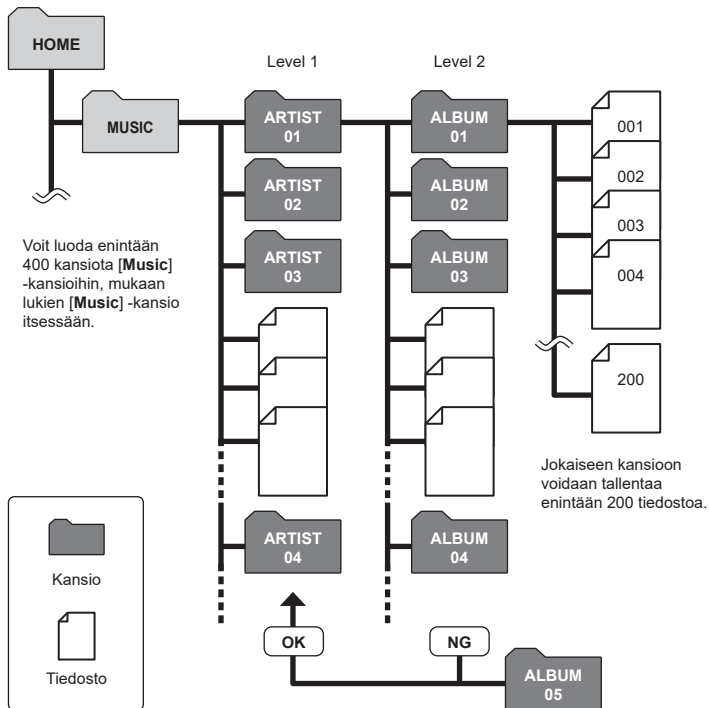 HOME
Level 1
Level 2
MUSIC
ARTIST
01
ALBUM
01
001
ARTIST
02
ALBUM
02
002
ARTIST
03
ALBUM
03
003
004
Voit luoda enintään
400 kansiota [Music]
-kansioihin, mukaan
lukien [Music] -kansio
itsessään.
200
Jokaiseen kansioon
voidaan tallentaa
enintään 200 tiedostoa.
ARTIST
04
ALBUM
04
Kansio
Tiedosto
OK
NG
ALBUM
05